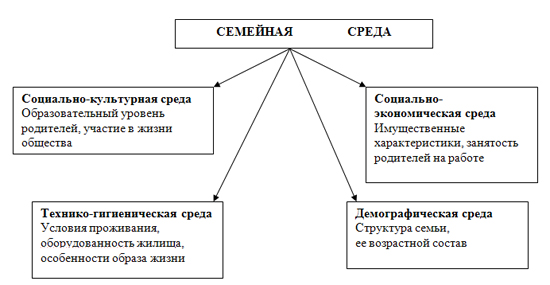 СЕМЕЙНАЯ СРЕДА
Социально-культурная среда
Образовательный уровень
родителей, участие в жизни
общества
Социально-
экономическая среда
Имущественные
характеристики, занятость
родителей на работе
Технико-гигиеническая среда
Условия проживания,
оборудованность жилища,
особенности образа жизни
Демографическая среда
Структура семьи,
ее возрастной состав